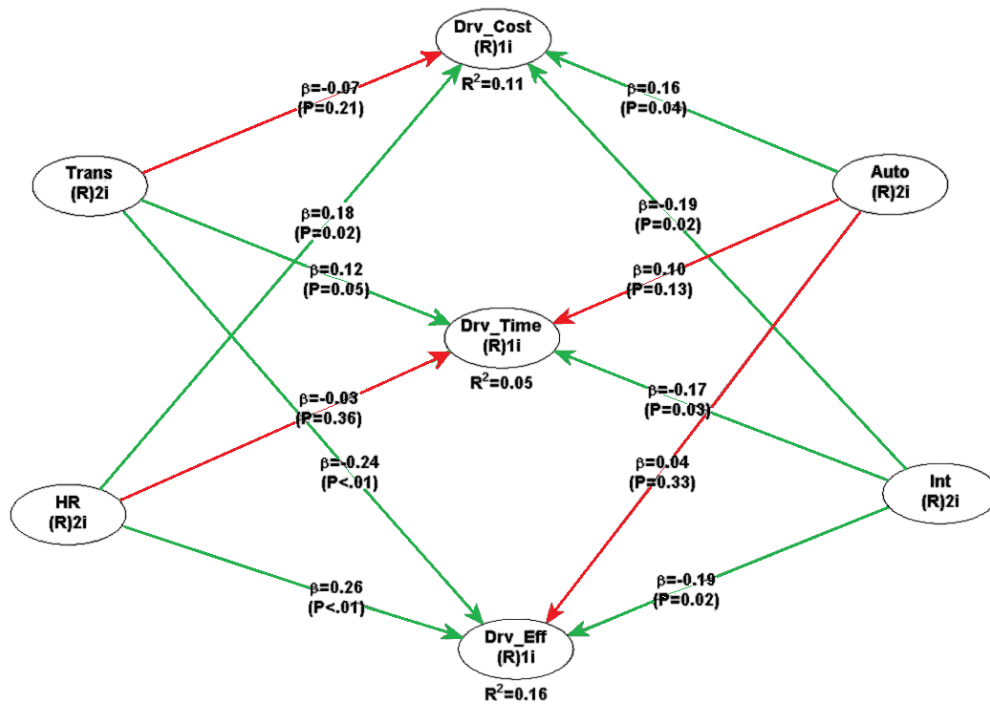 Drv_Cost
(R)1i
R²=0.11
β=-0.07
(P=0.21)
β=0.16
(P=0.04)
Trans
(R)2i
Auto
(R)2i
β=0.18
(P=0.02)
β=-0.19
(P=0.02)
β=0.12
(P=0.05)
β=0.10
(P=0.13)
Drv_Time
(R)1i
R²=0.05
β=-0.03
(P=0.36)
β=-0.17
(P=0.03)
β=-0.24
(P<.01)
β=0.04
(P=0.33)
HR
(R)2i
Int
(R)2i
β=0.26
(P<.01)
β=-0.19
(P=0.02)
Drv_Eff
(R)1i
R²=0.16